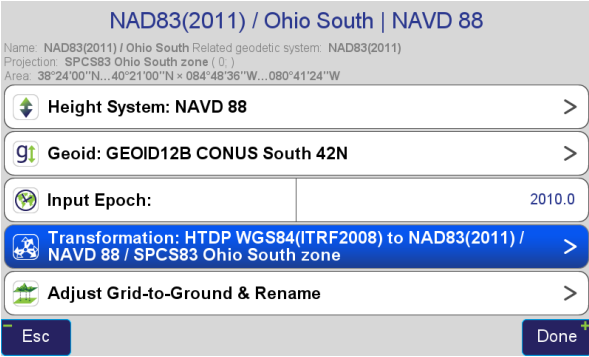 NAD83(2011) / Ohio South | NAVD 88
Name: NAD83(2011) / Ohio South Related geodetic system: NAD83(2011)
Projection: SPCS83 Ohio South zone ( 0; )
Area: 38°24'00"N...40°21'00"N × 084°48'36"W...080°41'24"W
Height System: NAVD 88 >
g Geoid: GEOID12B CONUS South 42N >
Input Epoch: 2010.0
Transformation: HTDP WGS84(ITRF2008) to NAD83(2011) / >
NAVD 88 / SPCS83 Ohio South zone
Adjust Grid-to-Ground & Rename >
- Esc Done +